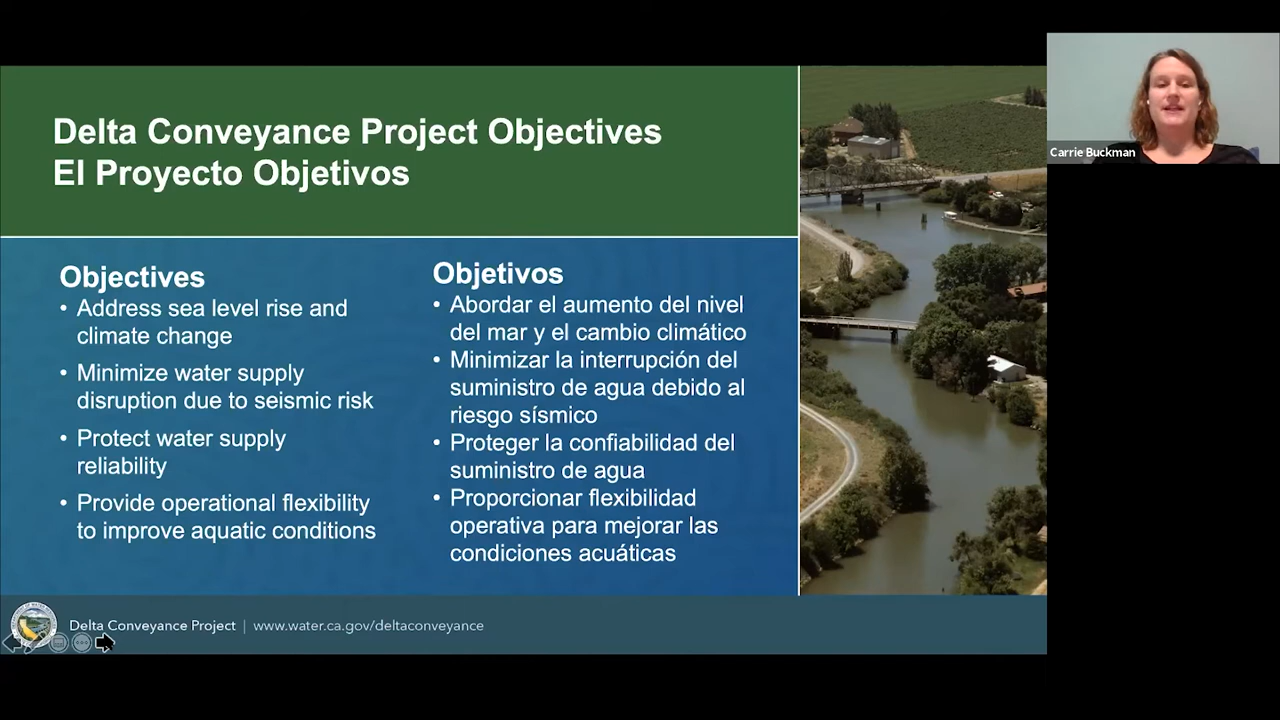 Delta Conveyance Project Objectives
El Proyecto Objetivos
Objectives
• Address sea level rise and
climate change
• Minimize water supply
disruption due to seismic risk
• Protect water supply
reliability
• Provide operational flexibility
to improve aquatic conditions
Objetivos
• Abordar el aumento del nivel
del mar y el cambio climático
• Minimizar la interrupción del
suministro de agua debido al
riesgo sísmico
• Proteger la confiabilidad del
suministro de agua
• Proporcionar flexibilidad
operativa para mejorar las
condiciones acuáticas
Delta Conveyance Project | www.water.ca.gov/deltaconveyance
Carrie Buckman